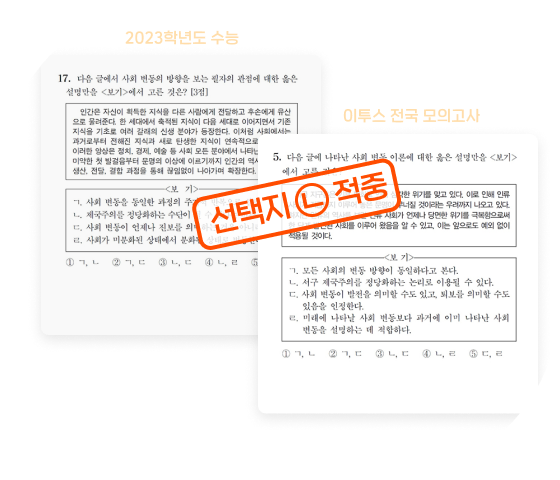 2023학년도 수능
17. 다음 글에서 사회 변동의 방향을 보는 필자의 관점에 대한 옳은
설명만을 <보기>에서 고른 것은? [3점]
인간은 자신이 획득한 지식을 다른 사람에게 전달하고 후손에게 유산
으로 물려준다. 한 세대에서 축적된 지식이 다음 세대로 이어지면서 기존
지식을 기초로 여러 갈래의 신생 분야가 등장한다. 이처럼 사회에서는
과거로부터 전해진 지식과 새로 탄생한 지식이 연속적으로
이러한 양상은 정치, 경제, 예술 등 사회 모든 분야에서
미약한 첫 발걸음부터 문명의 이상에 이르기까지 인간의
생산, 전달, 결합 과정을 통해 끊임없이 나아가며 확장한다.
<보 기>
ㄱ. 사회 변동을 동일한 과정의
ㄴ. 제국주의를 정당화하는 수단이
ㄷ. 사회 변동이 언제나 진보를
ㄹ. 사회가 미분화된 상태에서
① ㄱ, ㄴ ② ㄱ, ㄷ ③ ㄴ, ㄷ ④ ㄴ, ㄹ ⑤
이투스 전국 모의고사
5. 다음 글에 나타난 사회 변동 이론에 대한 옳은 설명만을 <보기>
에서 고른
위기를 맞고 있다. 이로 인해 인류
것이라는 우려까지 나오고 있다.
인류 사회가 언제나 당면한 위기를 극복함으로써
사회를 이루어 왔음을 알 수 있고, 이는 앞으로도 예외 없이
적용될 것이다.
<보 기>
ㄱ. 모든 사회의 변동 방향이 동일하다고 본다.
ㄴ. 서구 제국주의를 정당화하는 논리로 이용될 수 있다.
ㄷ. 사회 변동이 발전을 의미할 수도 있고, 퇴보를 의미할 수도
있음을 인정한다.
ㄹ. 미래에 나타날 사회 변동보다 과거에 이미 나타난 사회
변동을 설명하는 데 적합하다.
① ㄱ, ㄴ ② ㄱ, ㄷ ③ ㄴ, ㄷ ④ ㄴ, ㄹ ⑤ ㄷ, ㄹ
선택지 ㄴ 적중